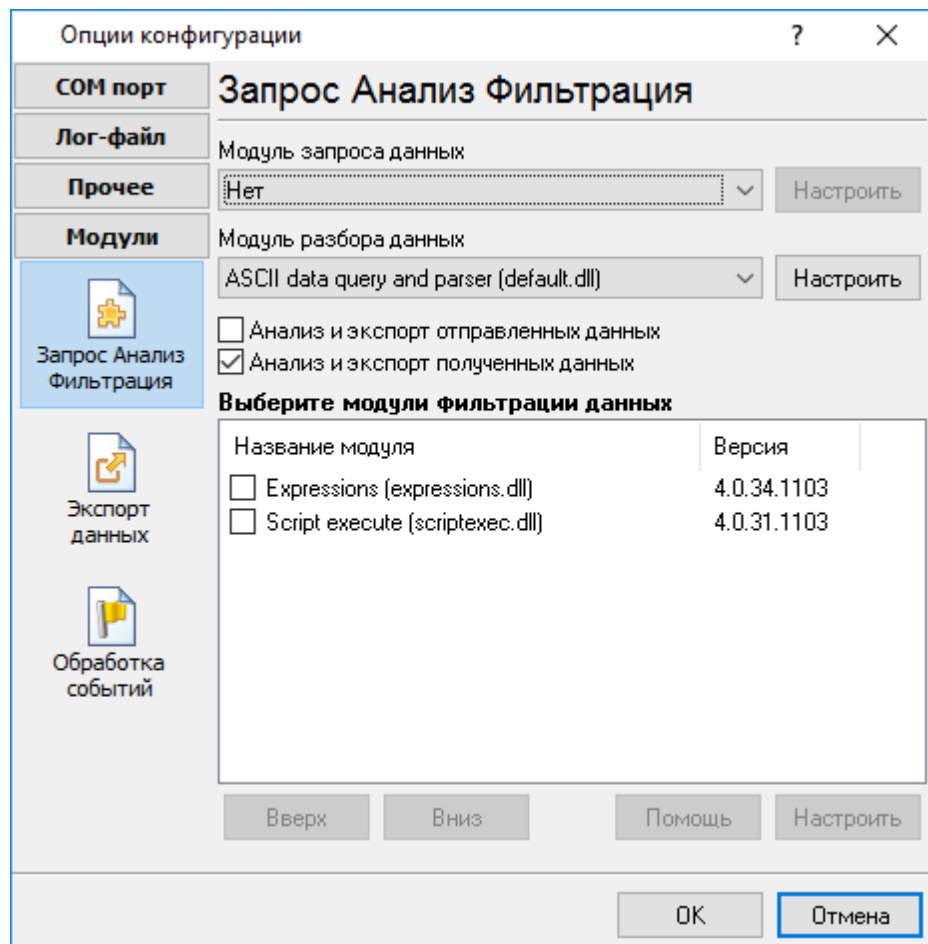 Опции конфигурации
?
COM порт
Лог-файл
Прочее
Модули
Запрос Анализ
Фильтрация
Экспорт
данных
Обработка
событий
Запрос Анализ Фильтрация
Модуль запроса данных
Нет
Настроить
Модуль разбора данных
ASCII data query and parser (default.dll)
Настроить
Анализ и экспорт отправленных данных
Анализ и экспорт полученных данных
Выберите модули фильтрации данных
Название модуля Версия
Expressions (expressions.dll) 4.0.34.1103
Script execute (scriptexec.dll) 4.0.31.1103
Вверх Вниз Помощь Настроить
OK Отмена